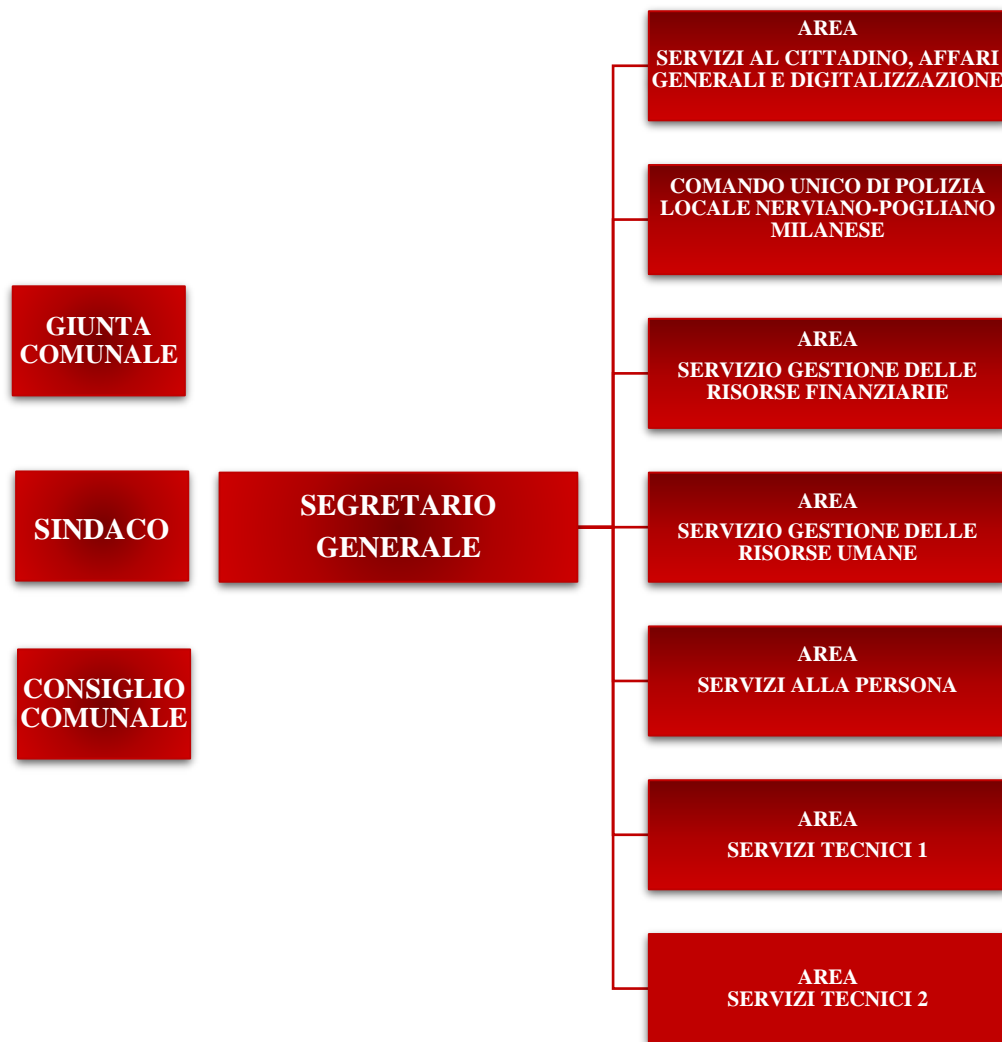 GIUNTA
COMUNALE
SINDACO
CONSIGLIO
COMUNALE
SEGRETARIO
GENERALE
AREA
SERVIZI AL CITTADINO, AFFARI
GENERALI E DIGITALIZZAZIONE
COMANDO UNICO DI POLIZIA
LOCALE NERVIANO-POGLIANO
MILANESE
AREA
SERVIZIO GESTIONE DELLE
RISORSE FINANZIARIE
AREA
SERVIZIO GESTIONE DELLE
RISORSE UMANE
AREA
SERVIZI ALLA PERSONA
AREA
SERVIZI TECNICI 1
AREA
SERVIZI TECNICI 2